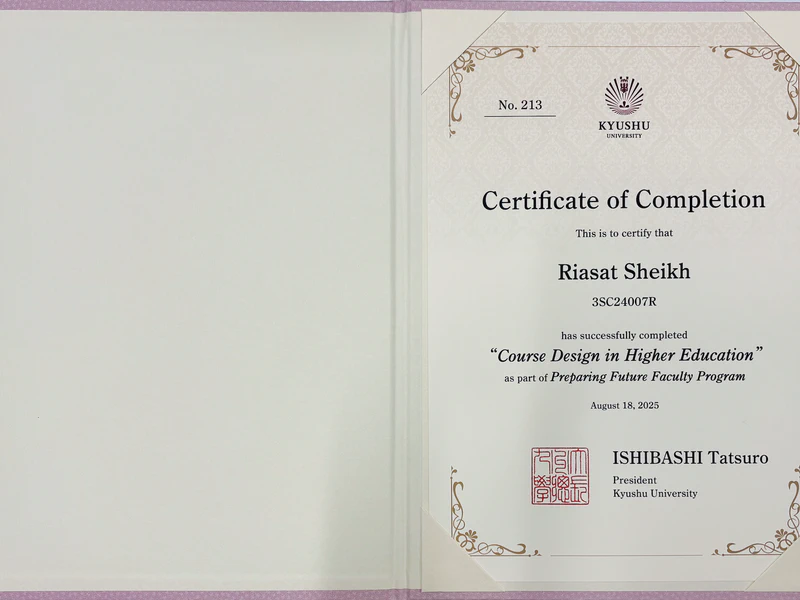 No. 213
KYUSHU
UNIVERSITY
Certificate of Completion
This is to certify that
Riasat Sheikh
3SC24007R
has successfully completed
“Course Design in Higher Education”
as part of Preparing Future Faculty Program
August 18, 2025
ISHIBASHI Tatsuro
President
Kyushu University